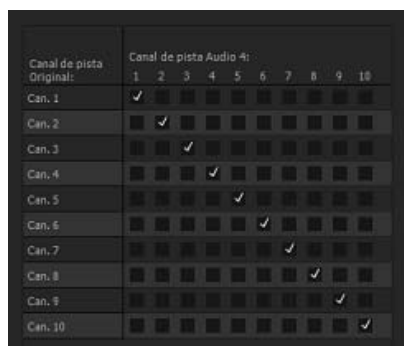 Canal de pista Original:
Canal de pista Audio 4:
1 2 3 4 5 6 7 8 9 10
Can. 1
Can. 2
Can. 3
Can. 4
Can. 5
Can. 6
Can. 7
Can. 8
Can. 9
Can. 10